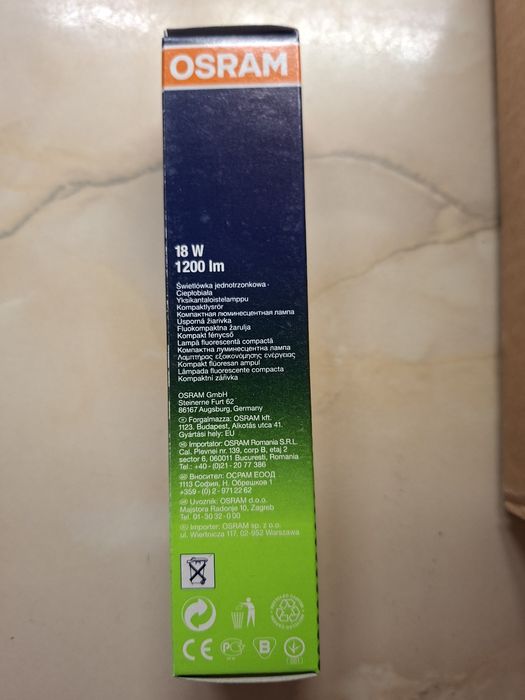 OSRAM
18 W
1200 lm
Świetlówka jednotrzonkowa -
Ciepłobiała
Yksikantaloistelamppu
Kompaktlysrör
Компактная люминесцентная лампа
Úsporná žiarivka
Fluokompaktna žarulja
Kompakt fénycső
Lampă fluorescentă compactă
Компактна луминесцентна лампа
Λαμπτήρας εξοικονόμησης ενέργειας
Kompakt flüoresan ampul
Lâmpada fluorescente compacta
Kompaktní zářivka
OSRAM GmbH
Steinerne Furt 62
86167 Augsburg, Germany
Forgalmazza: OSRAM kft.
1123. Budapest, Alkotás utca 41.
Gyártási hely: EU
Importator: OSRAM Romania S.R.L.
Cal. Plevnei nr. 139, corp B, etaj 2
sector 6, 060011 Bucuresti, Romania
Tel.: +40 - (0)21 - 20 77 386
Вносител: ОСРАМ ЕООД
1113 София, Н. Обрешков 1
+359 - (0) 2 - 971 22 62
Uvoznik: OSRAM d.o.o.
Majstora Radonje 10, Zagreb
Tel. 01- 30 32 - 0 00
Importer: OSRAM sp. z o.o.
ul. Wiertnicza 117, 02-952 Warszawa
CE
B